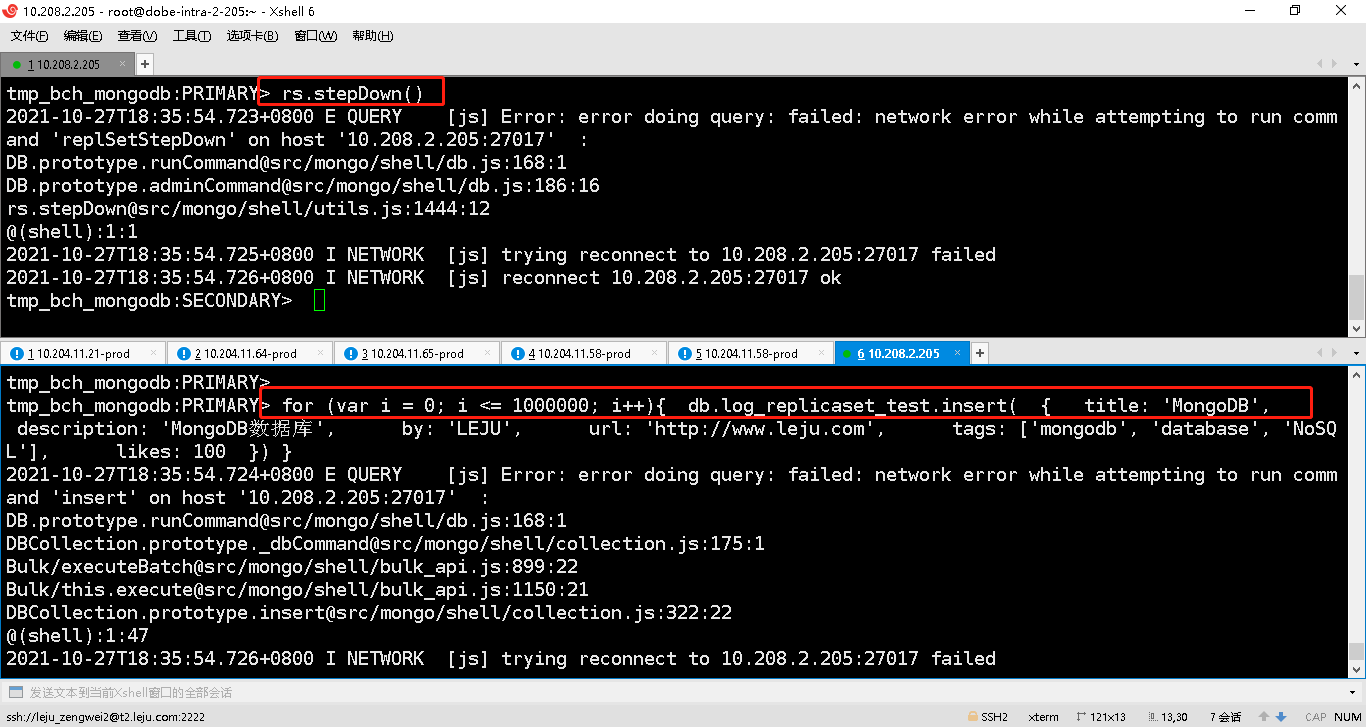 10.208.2.205 - root@dobe-intra-2-205:~ - Xshell 6
文件(F) 编辑(E) 查看(V) 工具(T) 选项卡(B) 窗口(W) 帮助(H)
1 10.208.2.205 × +
tmp_bch_mongodb:PRIMARY> rs.stepDown()
2021-10-27T18:35:54.723+0800 E QUERY    [js] Error: error doing query: failed: network error while attempting to run comm
and 'replSetStepDown' on host '10.208.2.205:27017'  :
DB.prototype.runCommand@src/mongo/shell/db.js:168:1
DB.prototype.adminCommand@src/mongo/shell/db.js:186:16
rs.stepDown@src/mongo/shell/utils.js:1444:12
@(shell):1:1
2021-10-27T18:35:54.725+0800 I NETWORK  [js] trying reconnect to 10.208.2.205:27017 failed
2021-10-27T18:35:54.726+0800 I NETWORK  [js] reconnect 10.208.2.205:27017 ok
tmp_bch_mongodb:SECONDARY>
1 10.204.11.21-prod × 2 10.204.11.64-prod × 3 10.204.11.65-prod × 4 10.204.11.58-prod × 5 10.204.11.58-prod × 6 10.208.2.205 × +
tmp_bch_mongodb:PRIMARY>
tmp_bch_mongodb:PRIMARY> for (var i = 0; i <= 1000000; i++){  db.log_replicaset_test.insert(  {   title: 'MongoDB',
 description: 'MongoDB数据库',      by: 'LEJU',      url: 'http://www.leju.com',      tags: ['mongodb', 'database', 'NoSQ
L'],      likes: 100  }) }
2021-10-27T18:35:54.724+0800 E QUERY    [js] Error: error doing query: failed: network error while attempting to run comm
and 'insert' on host '10.208.2.205:27017'  :
DB.prototype.runCommand@src/mongo/shell/db.js:168:1
DBCollection.prototype._dbCommand@src/mongo/shell/collection.js:175:1
Bulk/executeBatch@src/mongo/shell/bulk_api.js:899:22
Bulk/this.execute@src/mongo/shell/bulk_api.js:1150:21
DBCollection.prototype.insert@src/mongo/shell/collection.js:322:22
@(shell):1:47
2021-10-27T18:35:54.726+0800 I NETWORK  [js] trying reconnect to 10.208.2.205:27017 failed
发送文本到当前Xshell窗口的全部会话
ssh://leju_zengwei2@t2.leju.com:2222 SSH2 xterm 121x13 13,30 7 会话 CAP NUM